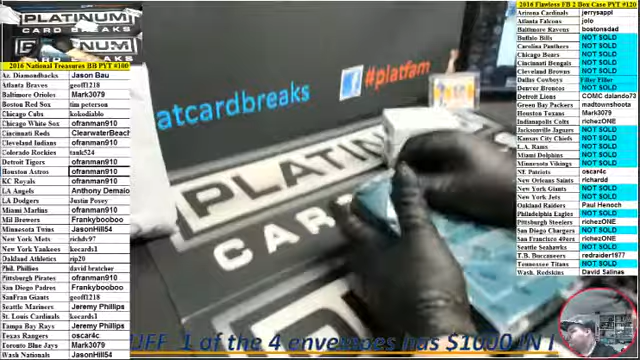 PLATINUM
CARD BREAKS
2016 National Treasures BB PYT #100
Az. Diamondbacks Jason Bau
Atlanta Braves geoff1218
Baltimore Orioles Mark3079
Boston Red Sox tim peterson
Chicago Cubs kokodiablo
Chicago White Sox ofranman910
Cincinnati Reds ClearwaterBeach
Cleveland Indians ofranman910
Colorado Rockies tank524
Detroit Tigers ofranman910
Houston Astros ofranman910
KC Royals ofranman910
LA Angels Anthony Demaio
LA Dodgers Justin Posey
Miami Marlins ofranman910
Mil Brewers Frankybooboo
Minnesota Twins JasonHill54
New York Mets richdv97
New York Yankees kocards1
Oakland Athletics rip20
Phil. Phillies david bratcher
Pittsburgh Pirates ofranman910
San Diego Padres Frankybooboo
SanFran Giants geoff1218
Seattle Mariners Jeremy Phillips
St. Louis Cardinals kocards1
Tampa Bay Rays Jeremy Phillips
Texas Rangers oscar4c
Toronto Blue Jays Mark3079
Wash Nationals JasonHill54
atcardbreaks
f #platfam
PLATIN
CARD
2016 Flawless FB 2 Box Case PYT #120
Arizona Cardinals jerrysappi
Atlanta Falcons jolo
Baltimore Ravens bostonsdad
Buffalo Bills NOT SOLD
Carolina Panthers NOT SOLD
Chicago Bears NOT SOLD
Cincinnati Bengals NOT SOLD
Cleveland Browns NOT SOLD
Dallas Cowboys Filler Filler
Denver Broncos NOT SOLD
Detroit Lions COMC dalando73
Green Bay Packers madtownshoota
Houston Texans Mark3079
Indianapolis Colts richezONE
Jacksonville Jaguars NOT SOLD
Kansas City Chiefs NOT SOLD
L.A. Rams NOT SOLD
Miami Dolphins NOT SOLD
Minnesota Vikings NOT SOLD
NE Patriots oscar4c
New Orleans Saints richardd
New York Giants NOT SOLD
New York Jets NOT SOLD
Oakland Raiders Paul Henoch
Philadelphia Eagles NOT SOLD
Pittsburgh Steelers richezONE
San Diego Chargers NOT SOLD
San Francisco 49ers richezONE
Seattle Seahawks NOT SOLD
T.B. Buccaneers redraider1977
Tennessee Titans NOT SOLD
Wash. Redskins David Salinas
UFF 1 of the 4 envelopes has $1000 IN I